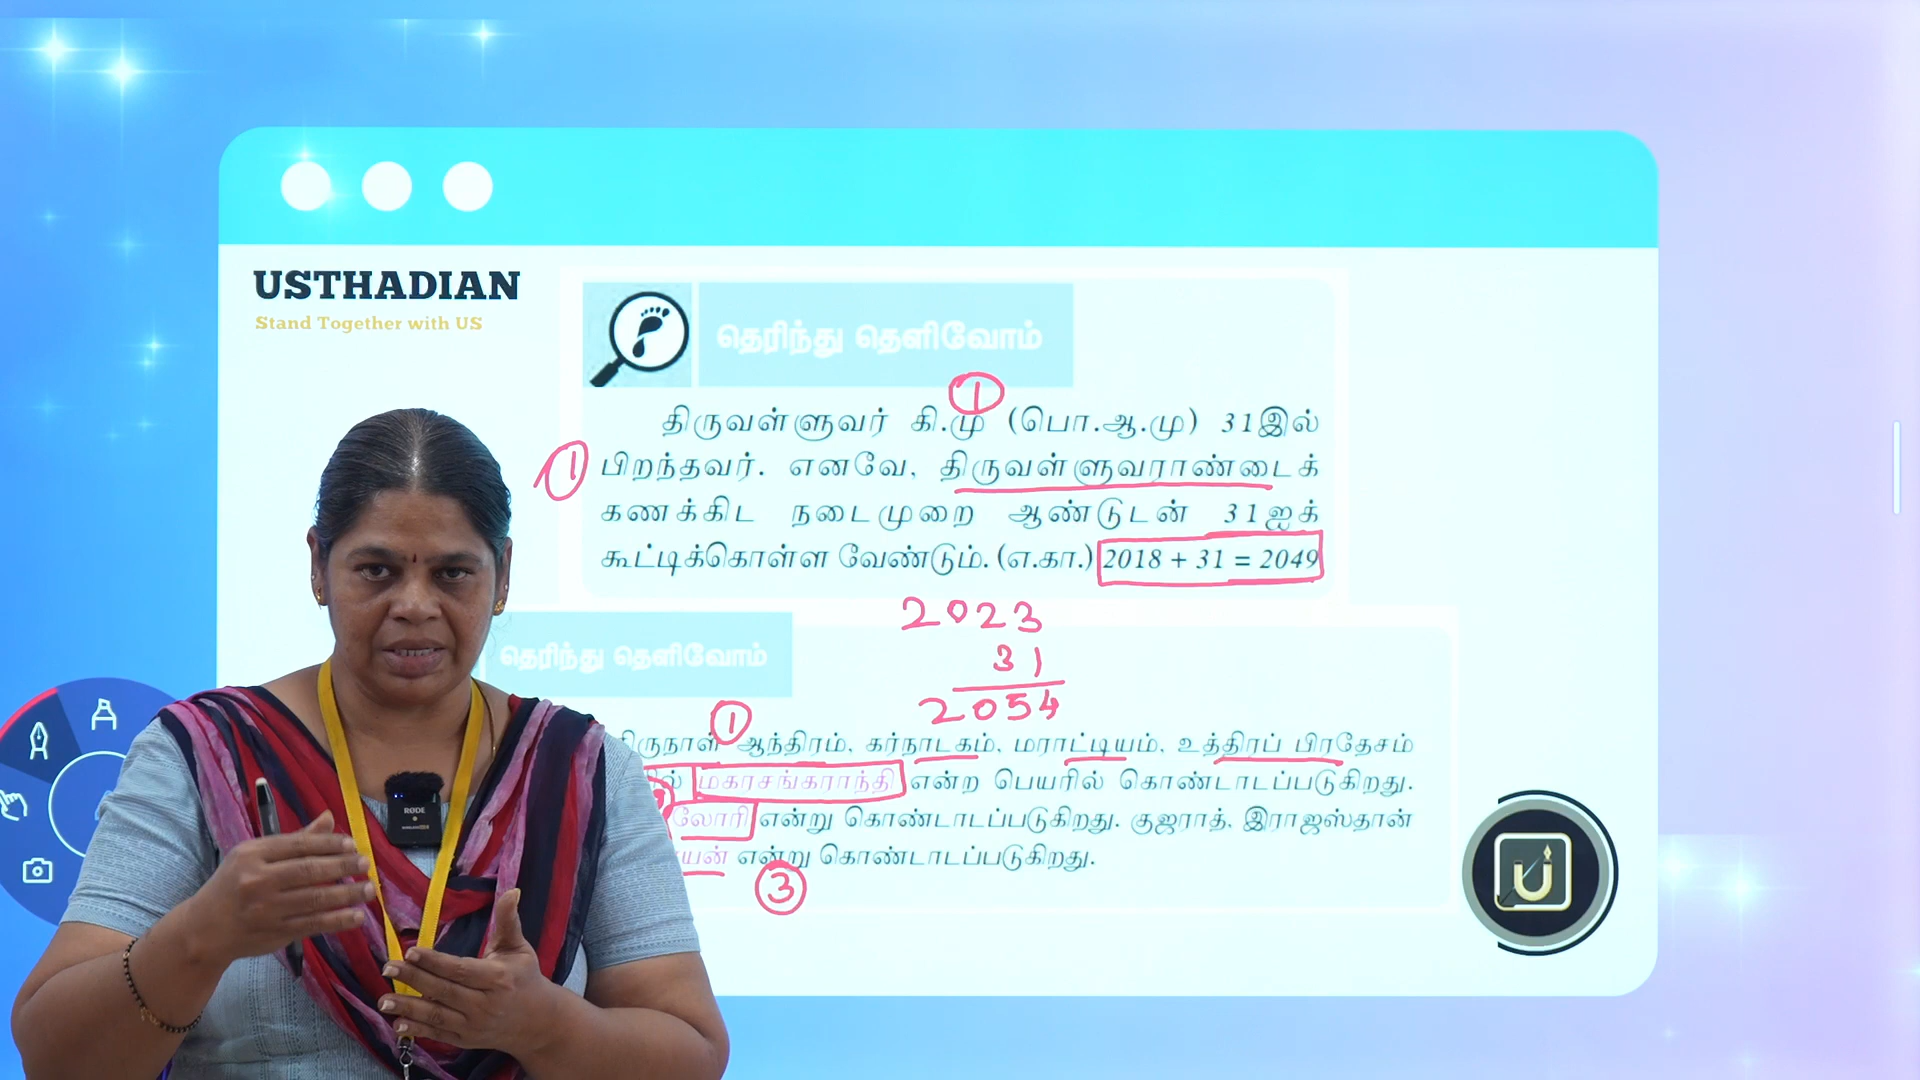 USTHADIAN
Stand Together with US
தெரிந்து தெளிவோம்
1
திருவள்ளுவர் கி.மு (பொ.ஆ.மு) 31இல்
1
பிறந்தவர். எனவே, திருவள்ளுவராண்டைக்
கணக்கிட நடைமுறை ஆண்டுடன் 31ஐக்
கூட்டிக்கொள்ள வேண்டும். (எ.கா.) 2018 + 31 = 2049
2023
31
2054
தெரிந்து தெளிவோம்
1
ஆந்திரம், கர்நாடகம், மராட்டியம், உத்திரப் பிரதேசம்
மகரசங்கராந்தி என்ற பெயரில் கொண்டாடப்படுகிறது.
என்று கொண்டாடப்படுகிறது. குஜராத், இராஜஸ்தான்
என்று கொண்டாடப்படுகிறது.
3
RØDE
U